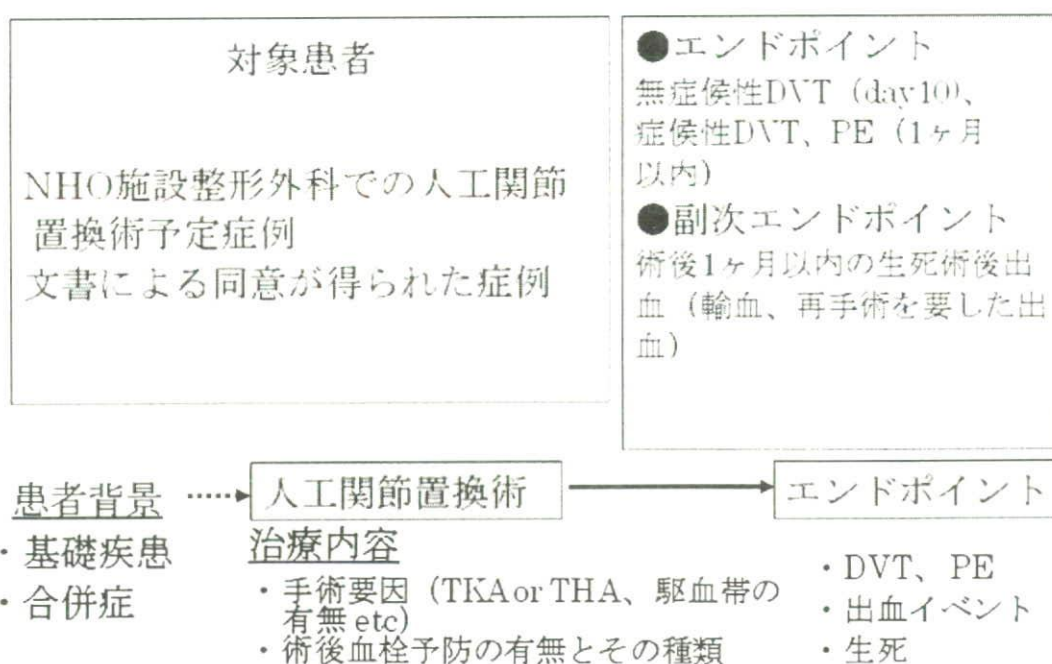 対象患者
NHO施設整形外科での人工関節
置換術予定症例
文書による同意が得られた症例
●エンドポイント
無症候性DVT（day10)、
症候性DVT、PE（1ヶ月
以内）
●副次エンドポイント
術後1ヶ月以内の生死術後出
血（輸血、再手術を要した出
血）
患者背景
・基礎疾患
・合併症
人工関節置換術
治療内容
・手術要因（TKAor THA、駆血帯の
有無etc)
・術後血栓予防の有無とその種類
エンドポイント
・DVT、PE
・出血イベント
・生死